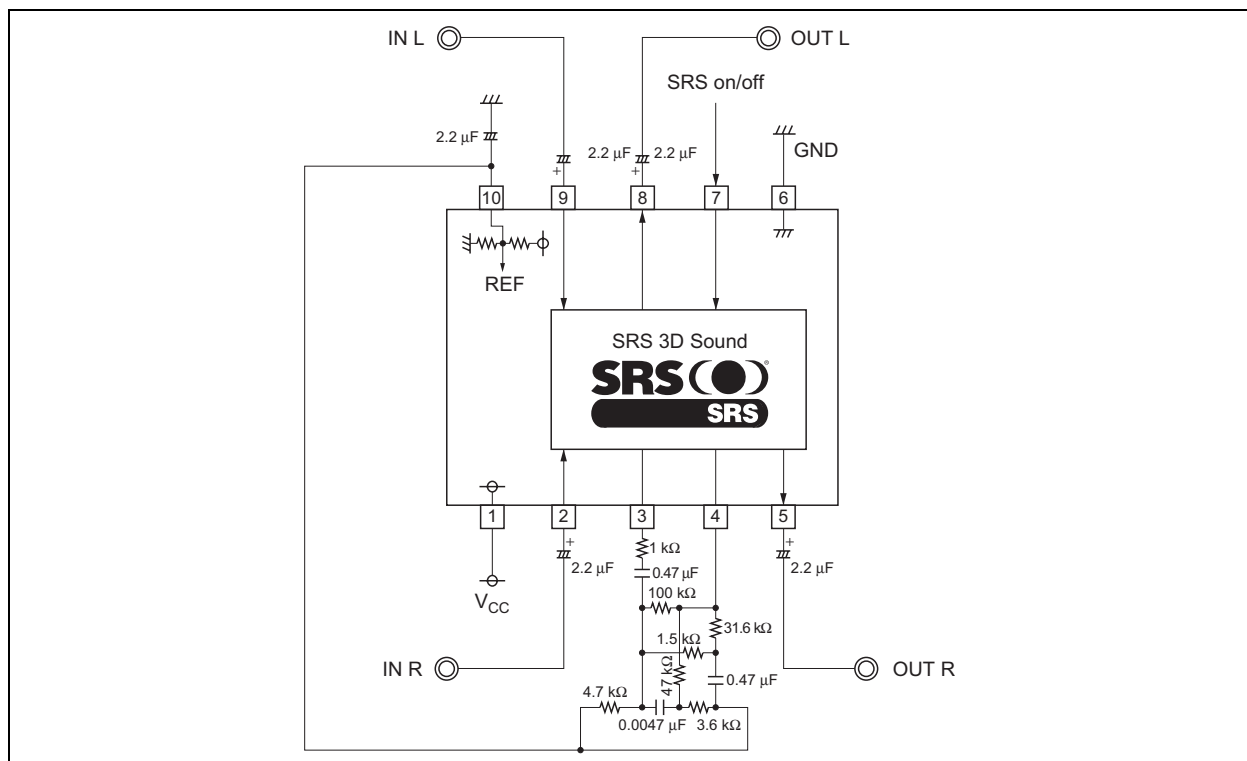 IN L
OUT L
SRS on/off
2.2 µF
2.2 µF
2.2 µF
GND
+
+
10
9
8
7
6
REF
SRS 3D Sound
SRS
®
SRS
1
2
3
4
5
+
+
1 kΩ
2.2 µF
0.47 µF
2.2 µF
100 kΩ
VCC
31.6 kΩ
1.5 kΩ
IN R
47 kΩ
0.47 µF
OUT R
4.7 kΩ
0.0047 µF
3.6 kΩ